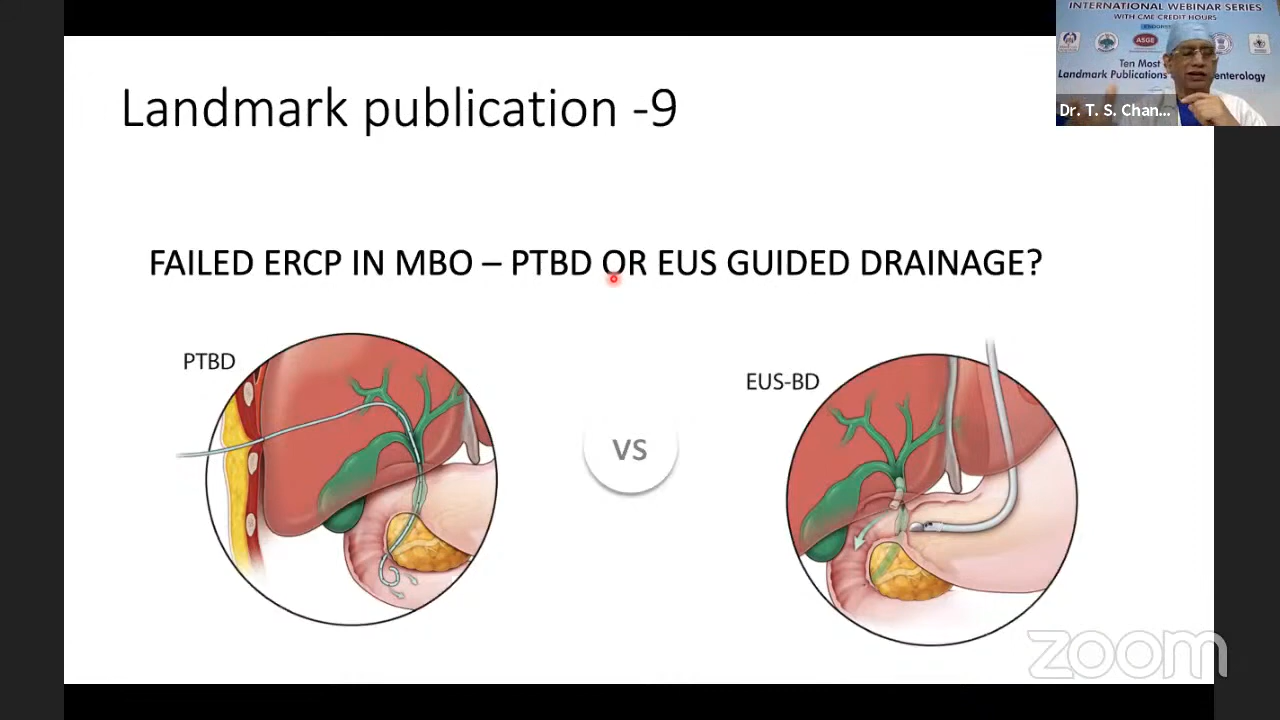 INTERNATIONAL WEBINAR SERIES
WITH CME CREDIT HOURS
ASGE
Ten Most
Landmark Publications
enterology
Dr. T. S. Chan...
Landmark publication -9
FAILED ERCP IN MBO – PTBD OR EUS GUIDED DRAINAGE?
PTBD
EUS-BD
VS
zoom